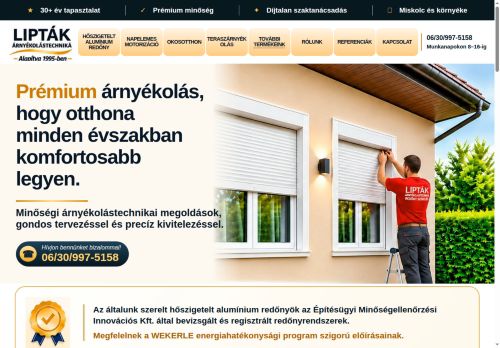 ★ 30+ év tapasztalat
✓ Prémium minőség
✦ Díjtalan szaktanácsadás
Miskolc és környéke
LIPTÁK
ÁRNYÉKOLÁSTECHNIKA
Alapítva 1995-ben
HŐSZIGETELT
ALUMÍNIUM
REDŐNY
NAPELEMES
MOTORIZÁCIÓ
OKOSOTTHON
TERASZÁRNYÉK
OLÁS
TOVÁBBI
TERMÉKEINK
RÓLUNK
REFERENCIÁK
KAPCSOLAT
06/30/997-5158
Munkanapokon 8–16-ig
Prémium árnyékolás,
hogy otthona
minden évszakban
komfortosabb
legyen.
Minőségi árnyékolástechnikai megoldások,
gondos tervezéssel és precíz kivitelezéssel.
Hívjon bennünket bizalommal!
06/30/997-5158
LIPTÁK
Az általunk szerelt hőszigetelt alumínium redőnyök az Építésügyi Minőségellenőrzési
Innovációs Kft. által bevizsgált és regisztrált redőnyrendszerek.
Megfelelnek a WEKERLE energiahatékonysági program szigorú előírásainak.